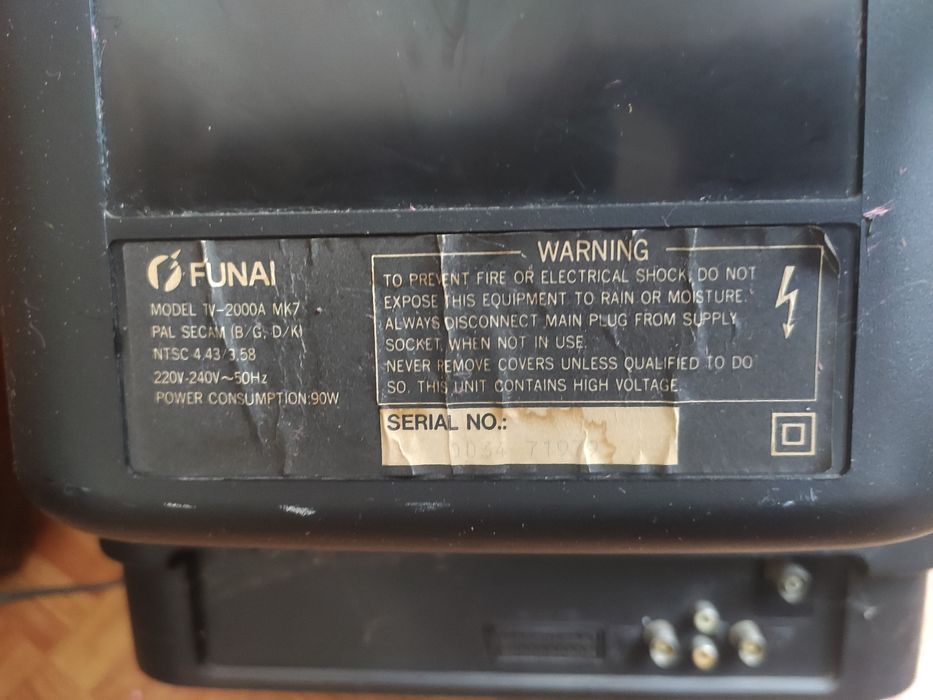 FUNAI
MODEL TV-2000A MK7
PAL SECAM (B/G, D/K)
NTSC 4.43/3.58
220V-240V~50Hz
POWER CONSUMPTION:90W
WARNING
TO PREVENT FIRE OR ELECTRICAL SHOCK, DO NOT
EXPOSE THIS EQUIPMENT TO RAIN OR MOISTURE.
ALWAYS DISCONNECT MAIN PLUG FROM SUPPLY
SOCKET, WHEN NOT IN USE.
NEVER REMOVE COVERS UNLESS QUALIFIED TO DO
SO. THIS UNIT CONTAINS HIGH VOLTAGE.
SERIAL NO.: